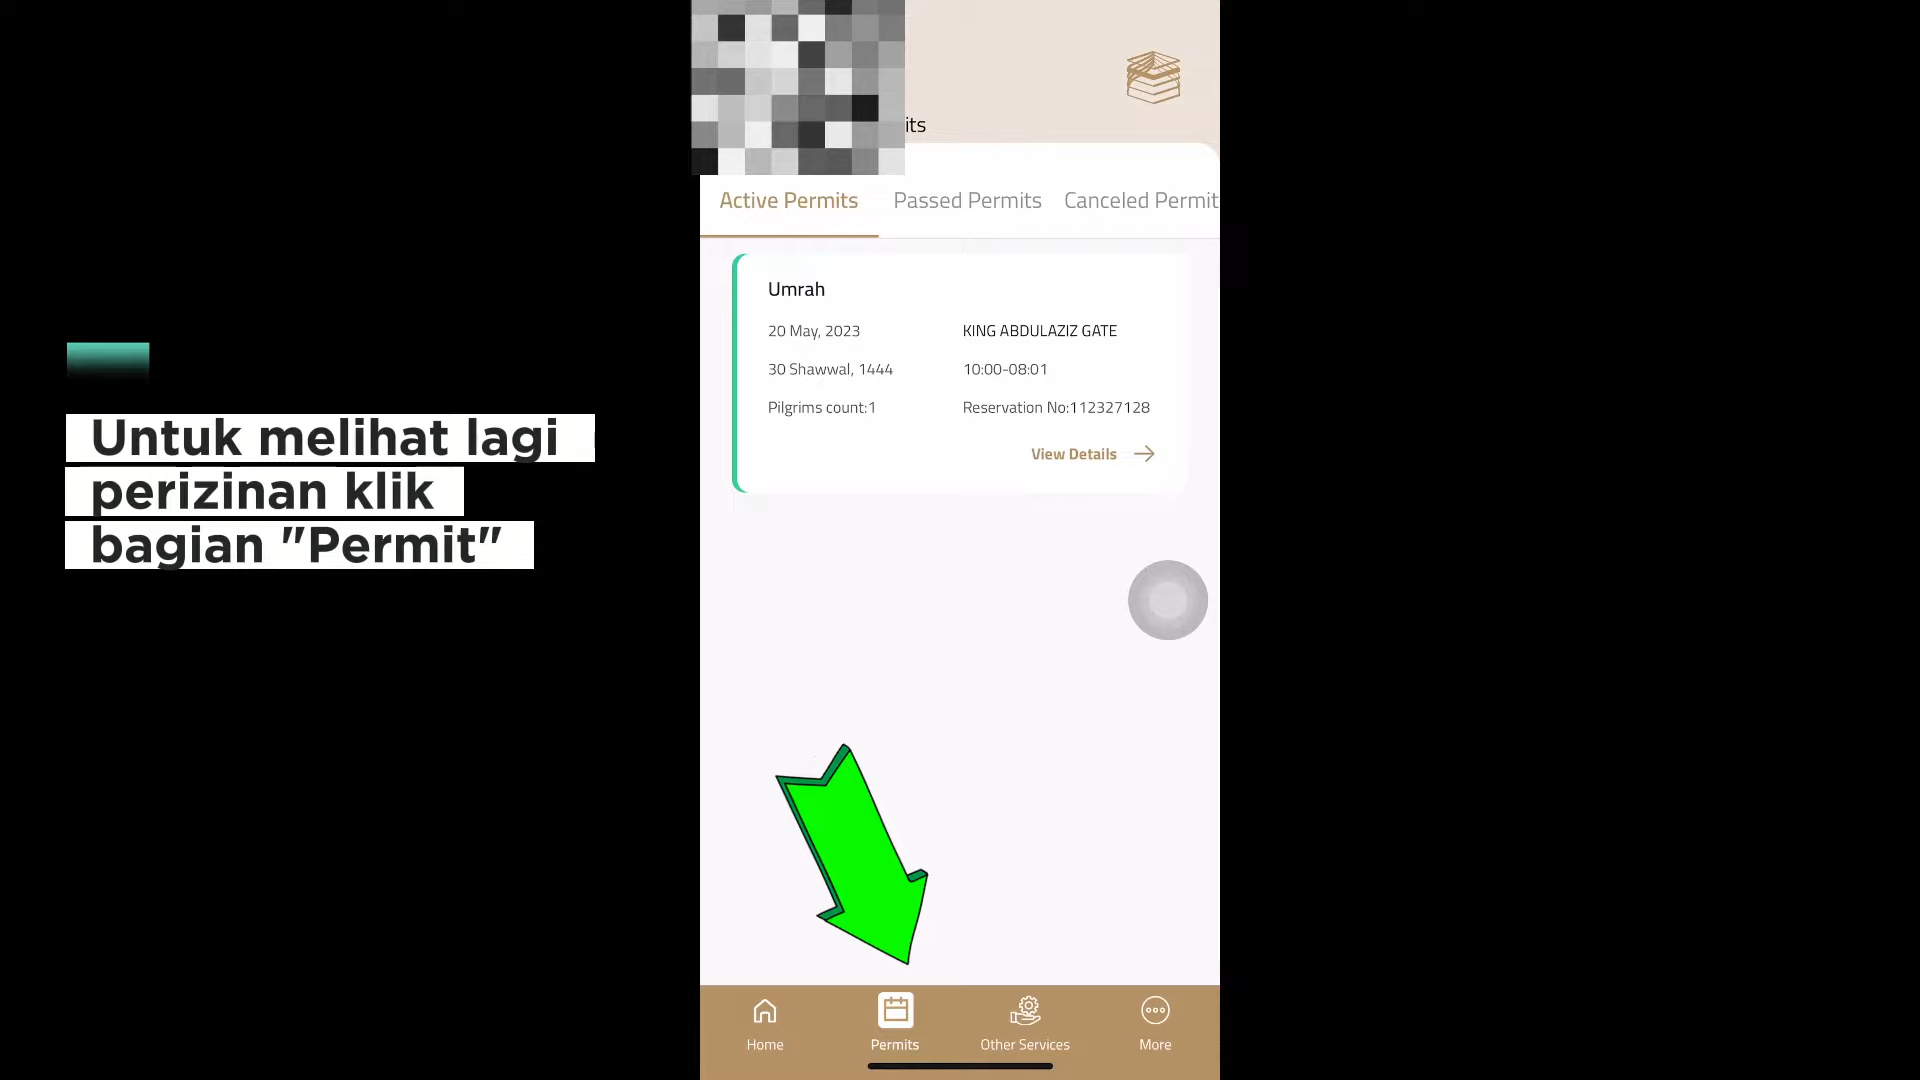 Untuk melihat lagi
perizinan klik
bagian "Permit"
its
Active Permits Passed Permits Canceled Permit
Umrah
20 May, 2023 KING ABDULAZIZ GATE
30 Shawwal, 1444 10:00-08:01
Pilgrims count:1 Reservation No:112327128
View Details
Home Permits Other Services More